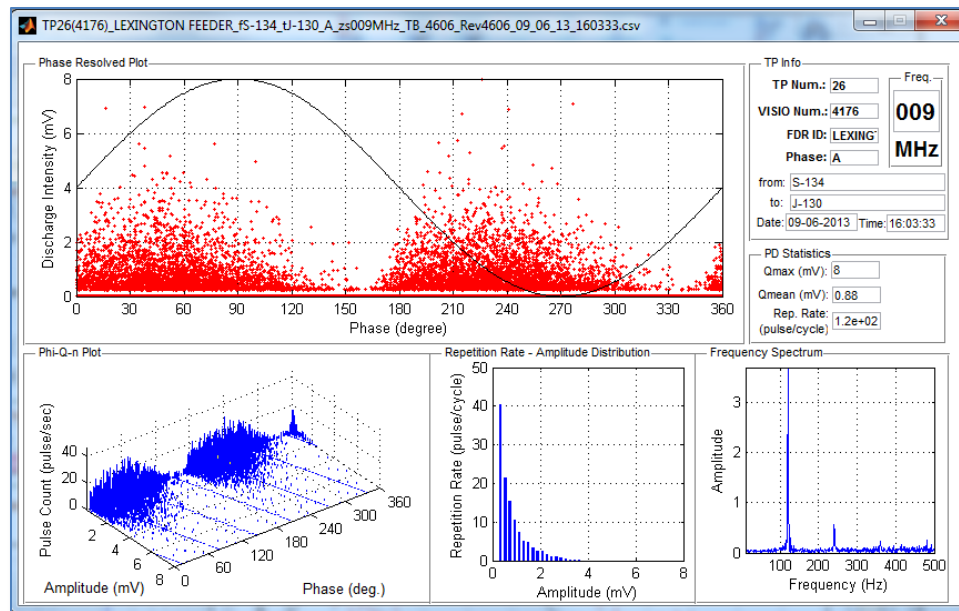 TP26(4176)_LEXINGTON FEEDER_fS-134_tJ-130_A_zs009MHz_TB_4606_Rev4606_09_06_13_160333.csv
Phase Resolved Plot
Discharge Intensity (mV)
8
6
4
2
0
0 30 60 90 120 150 180 210 240 270 300 330 360
Phase (degree)
TP Info
TP Num.: 26
VISIO Num.: 4176
FDR ID: LEXING
Phase: A
Freq.
009
MHz
from: S-134
to: J-130
Date: 09-06-2013 Time: 16:03:33
PD Statistics
Qmax (mV): 8
Qmean (mV): 0.88
Rep. Rate:
(pulse/cycle)
1.2e+02
Phi-Q-n Plot
Pulse Count (pulse/sec)
40
20
0
2
4
6
8
Amplitude (mV)
0
60
120
180
240
300
360
Phase (deg.)
Repetition Rate - Amplitude Distribution
Repetition Rate (pulse/cycle)
50
40
30
20
10
0
0 2 4 6 8
Amplitude (mV)
Frequency Spectrum
Amplitude
3
2
1
0
0 100 200 300 400 500
Frequency (Hz)